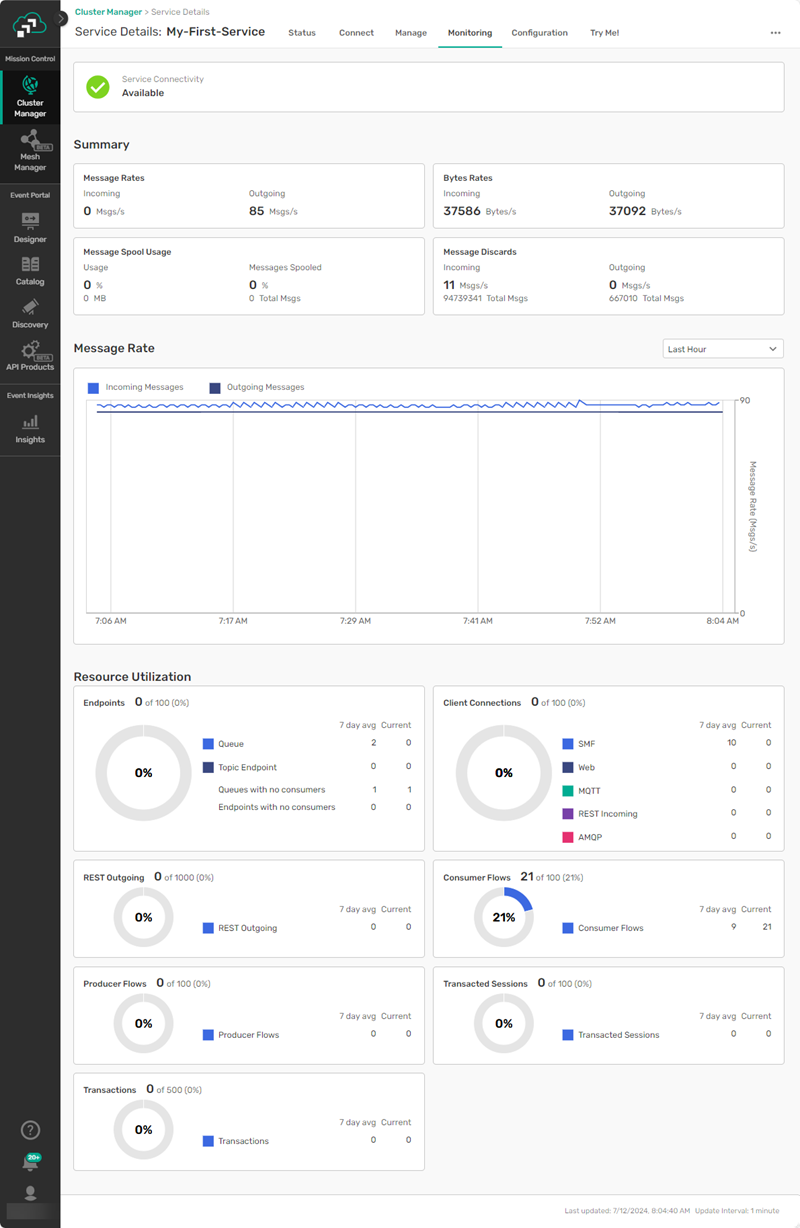 Cluster Manager > Service Details
Service Details: My-First-Service
Status Connect Manage Monitoring Configuration Try Me!
Mission Control
Cluster
Manager
BETA
Mesh
Manager
Event Portal
Designer
Catalog
Discovery
BETA
API Products
Event Insights
Insights
20+
Service Connectivity
Available
Summary
Message Rates
Incoming Outgoing
0 Msgs/s 85 Msgs/s
Bytes Rates
Incoming Outgoing
37586 Bytes/s 37092 Bytes/s
Message Spool Usage
Usage Messages Spooled
0 % 0 %
0 MB 0 Total Msgs
Message Discards
Incoming Outgoing
11 Msgs/s 0 Msgs/s
94739341 Total Msgs 667010 Total Msgs
Message Rate
Last Hour
Incoming Messages Outgoing Messages
90
Message Rate (Msgs/s)
0
7:06 AM 7:17 AM 7:29 AM 7:41 AM 7:52 AM 8:04 AM
Resource Utilization
Endpoints 0 of 100 (0%)
7 day avg Current
0%
Queue 2 0
Topic Endpoint 0 0
Queues with no consumers 1 1
Endpoints with no consumers 0 0
Client Connections 0 of 100 (0%)
7 day avg Current
0%
SMF 10 0
Web 0 0
MQTT 0 0
REST Incoming 0 0
AMQP 0 0
REST Outgoing 0 of 1000 (0%)
7 day avg Current
0%
REST Outgoing 0 0
Consumer Flows 21 of 100 (21%)
7 day avg Current
21%
Consumer Flows 9 21
Producer Flows 0 of 100 (0%)
7 day avg Current
0%
Producer Flows 0 0
Transacted Sessions 0 of 100 (0%)
7 day avg Current
0%
Transacted Sessions 0 0
Transactions 0 of 500 (0%)
7 day avg Current
0%
Transactions 0 0
Last updated: 7/12/2024, 8:04:40 AM Update Interval: 1 minute